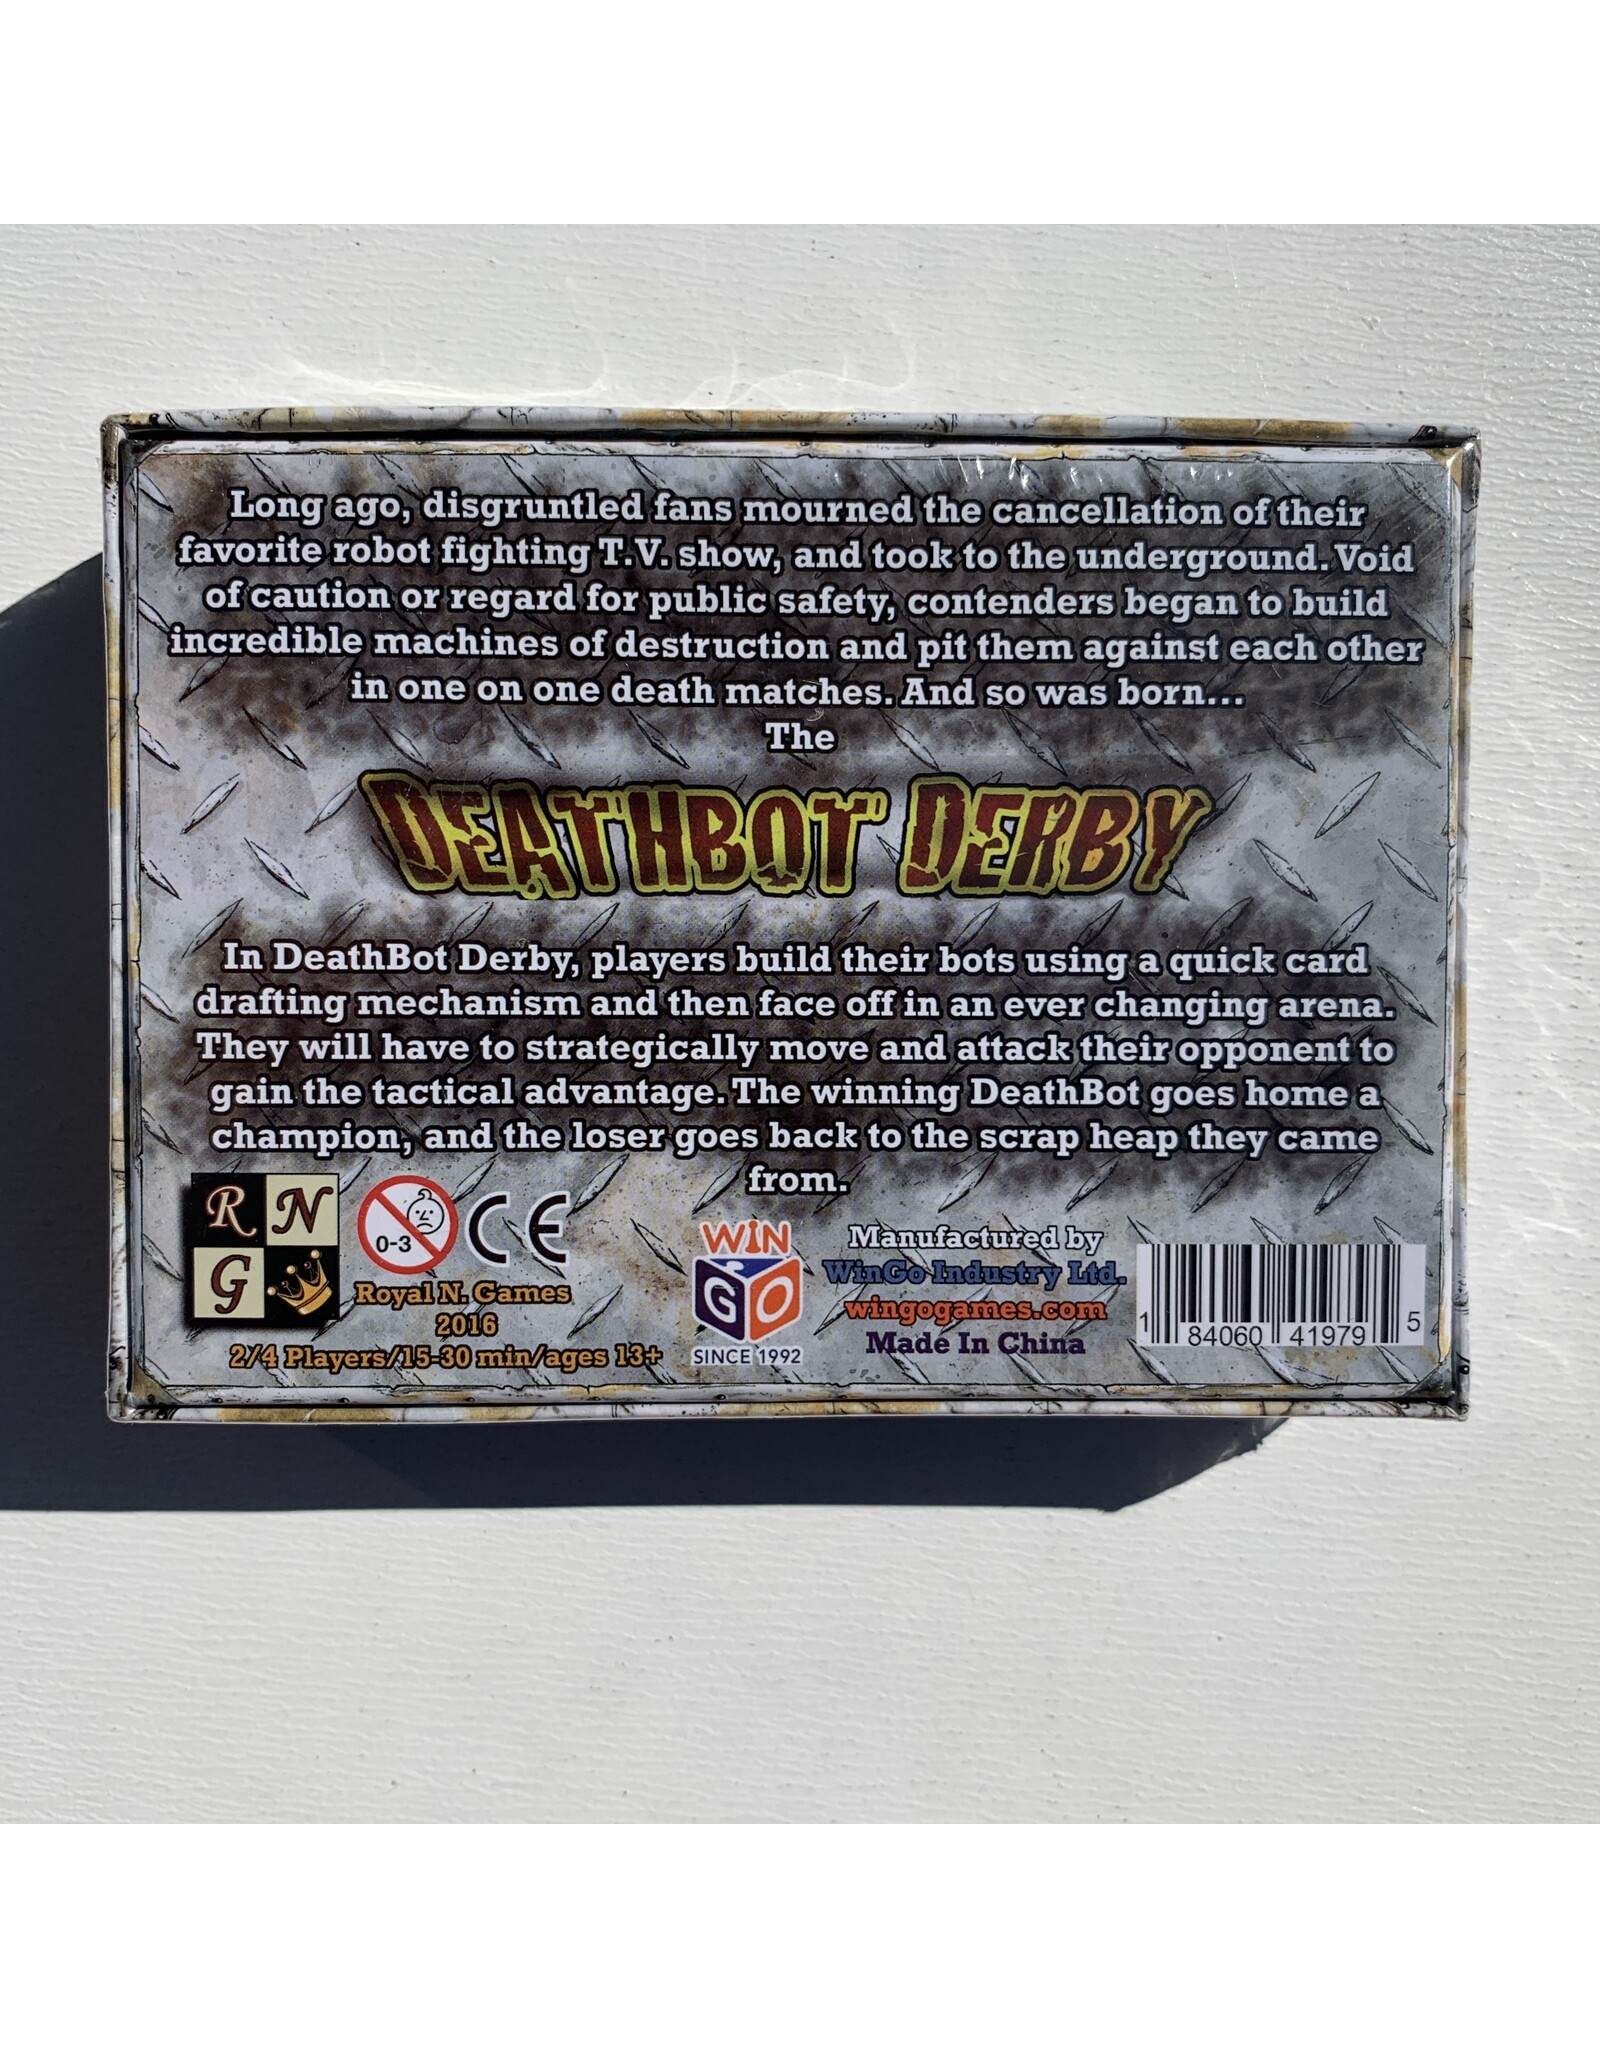 Long ago, disgruntled fans mourned the cancellation of their
favorite robot fighting T.V. show, and took to the underground. Void
of caution or regard for public safety, contenders began to build
incredible machines of destruction and pit them against each other
in one on one death matches. And so was born...
The
DEATHBOT DERBY
In DeathBot Derby, players build their bots using a quick card
drafting mechanism and then face off in an ever changing arena.
They will have to strategically move and attack their opponent to
gain the tactical advantage. The winning DeathBot goes home a
champion, and the loser goes back to the scrap heap they came
from.
R N
G
0-3
CE
Royal N. Games
2016
2/4 Players/15-30 min/ages 13+
WIN
GO
SINCE 1992
Manufactured by
WinGo Industry Ltd.
wingogames.com
Made In China
1 84060 41979 5